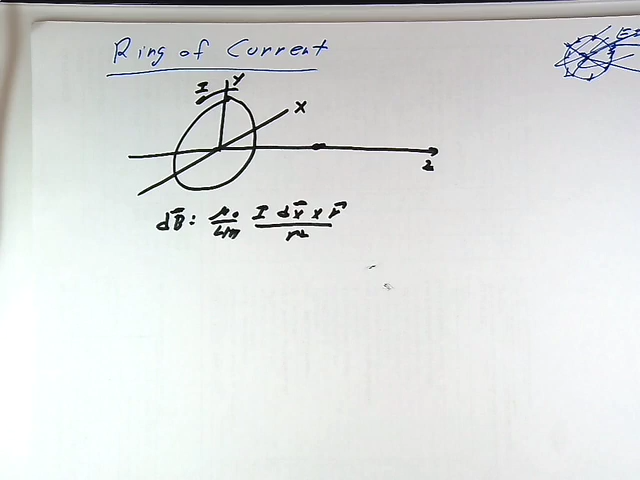 Ring of Current
I
Y
X
z
dB⃗: μ₀/4π I dx⃗ x r⃗/r²